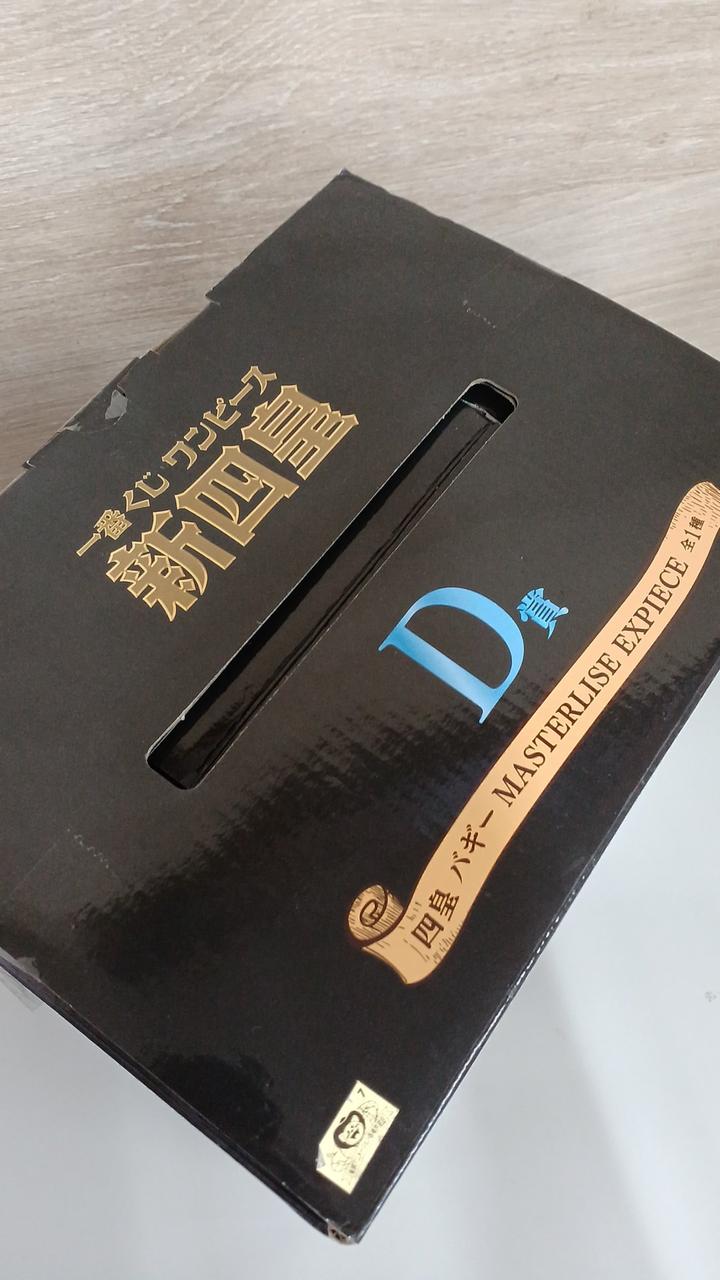 一番くじ ワンピース
新四皇
D賞
四皇 バギー MASTERLISE EXPIECE 全1種